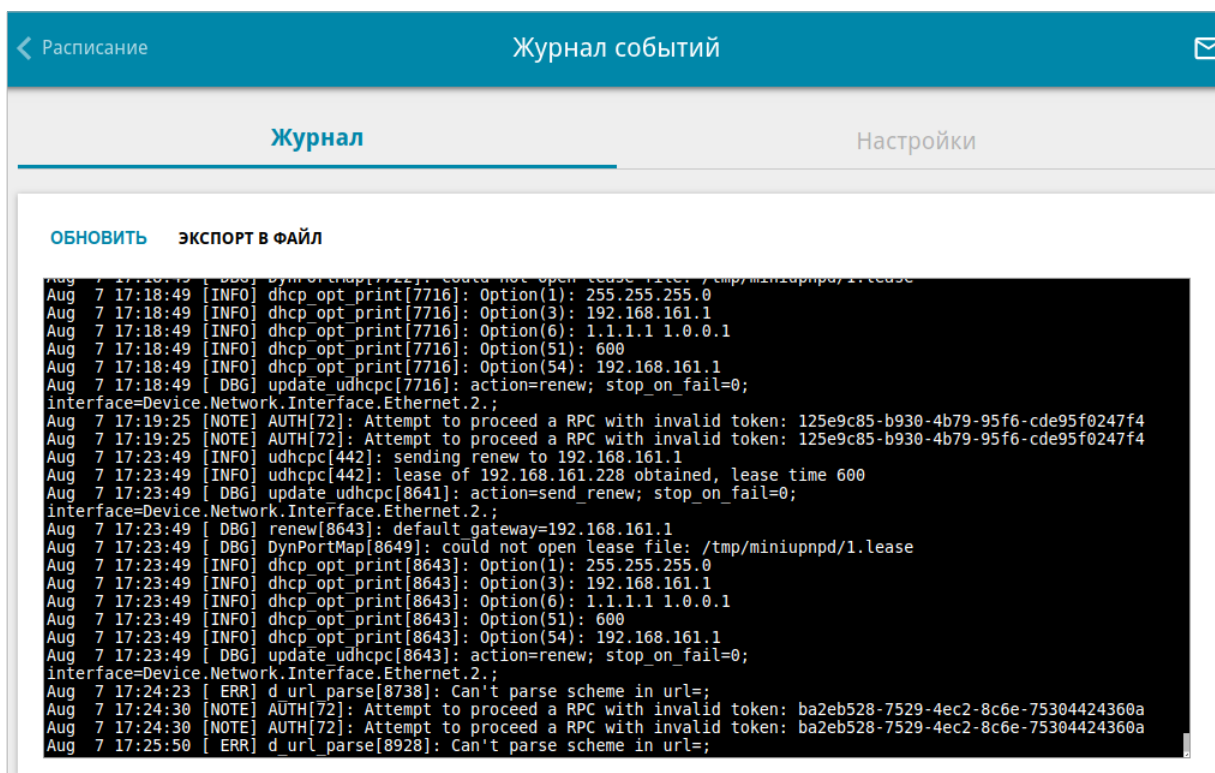 Расписание
Журнал событий
Журнал
Настройки
ОБНОВИТЬ ЭКСПОРТ В ФАЙЛ
Aug 7 17:18:49 [ DBG] DynPortMap[7722]: could not open lease file: /tmp/miniupnpd/1.lease
Aug 7 17:18:49 [INFO] dhcp_opt_print[7716]: Option(1): 255.255.255.0
Aug 7 17:18:49 [INFO] dhcp_opt_print[7716]: Option(3): 192.168.161.1
Aug 7 17:18:49 [INFO] dhcp_opt_print[7716]: Option(6): 1.1.1.1 1.0.0.1
Aug 7 17:18:49 [INFO] dhcp_opt_print[7716]: Option(51): 600
Aug 7 17:18:49 [INFO] dhcp_opt_print[7716]: Option(54): 192.168.161.1
Aug 7 17:18:49 [ DBG] update_udhcpc[7716]: action=renew; stop_on_fail=0;
interface=Device.Network.Interface.Ethernet.2.;
Aug 7 17:19:25 [NOTE] AUTH[72]: Attempt to proceed a RPC with invalid token: 125e9c85-b930-4b79-95f6-cde95f0247f4
Aug 7 17:19:25 [NOTE] AUTH[72]: Attempt to proceed a RPC with invalid token: 125e9c85-b930-4b79-95f6-cde95f0247f4
Aug 7 17:23:49 [INFO] udhcpc[442]: sending renew to 192.168.161.1
Aug 7 17:23:49 [INFO] udhcpc[442]: lease of 192.168.161.228 obtained, lease time 600
Aug 7 17:23:49 [ DBG] update_udhcpc[8641]: action=send_renew; stop_on_fail=0;
interface=Device.Network.Interface.Ethernet.2.;
Aug 7 17:23:49 [ DBG] renew[8643]: default_gateway=192.168.161.1
Aug 7 17:23:49 [ DBG] DynPortMap[8649]: could not open lease file: /tmp/miniupnpd/1.lease
Aug 7 17:23:49 [INFO] dhcp_opt_print[8643]: Option(1): 255.255.255.0
Aug 7 17:23:49 [INFO] dhcp_opt_print[8643]: Option(3): 192.168.161.1
Aug 7 17:23:49 [INFO] dhcp_opt_print[8643]: Option(6): 1.1.1.1 1.0.0.1
Aug 7 17:23:49 [INFO] dhcp_opt_print[8643]: Option(51): 600
Aug 7 17:23:49 [INFO] dhcp_opt_print[8643]: Option(54): 192.168.161.1
Aug 7 17:23:49 [ DBG] update_udhcpc[8643]: action=renew; stop_on_fail=0;
interface=Device.Network.Interface.Ethernet.2.;
Aug 7 17:24:23 [ ERR] d_url_parse[8738]: Can't parse scheme in url=;
Aug 7 17:24:30 [NOTE] AUTH[72]: Attempt to proceed a RPC with invalid token: ba2eb528-7529-4ec2-8c6e-75304424360a
Aug 7 17:24:30 [NOTE] AUTH[72]: Attempt to proceed a RPC with invalid token: ba2eb528-7529-4ec2-8c6e-75304424360a
Aug 7 17:25:50 [ ERR] d_url_parse[8928]: Can't parse scheme in url=;